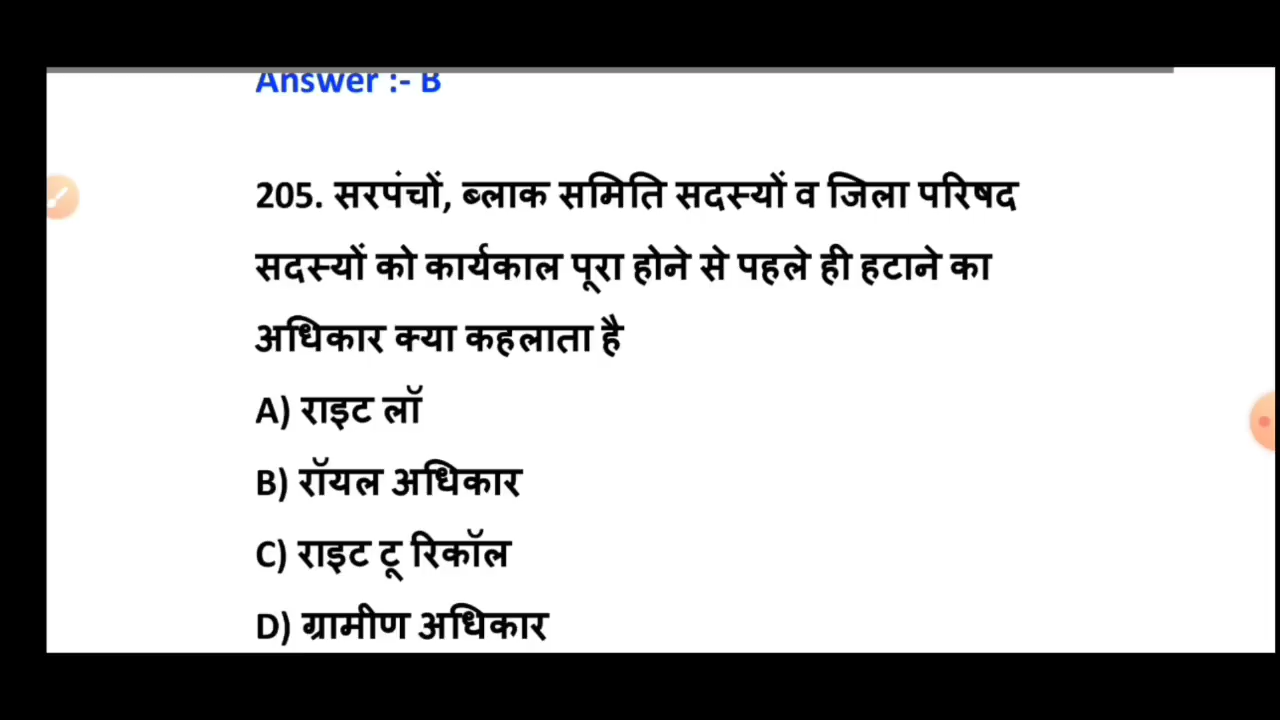 Answer :- B
205. सरपंचों, ब्लाक समिति सदस्यों व जिला परिषद
सदस्यों को कार्यकाल पूरा होने से पहले ही हटाने का
अधिकार क्या कहलाता है
A) राइट लॉ
B) रॉयल अधिकार
C) राइट टू रिकॉल
D) ग्रामीण अधिकार